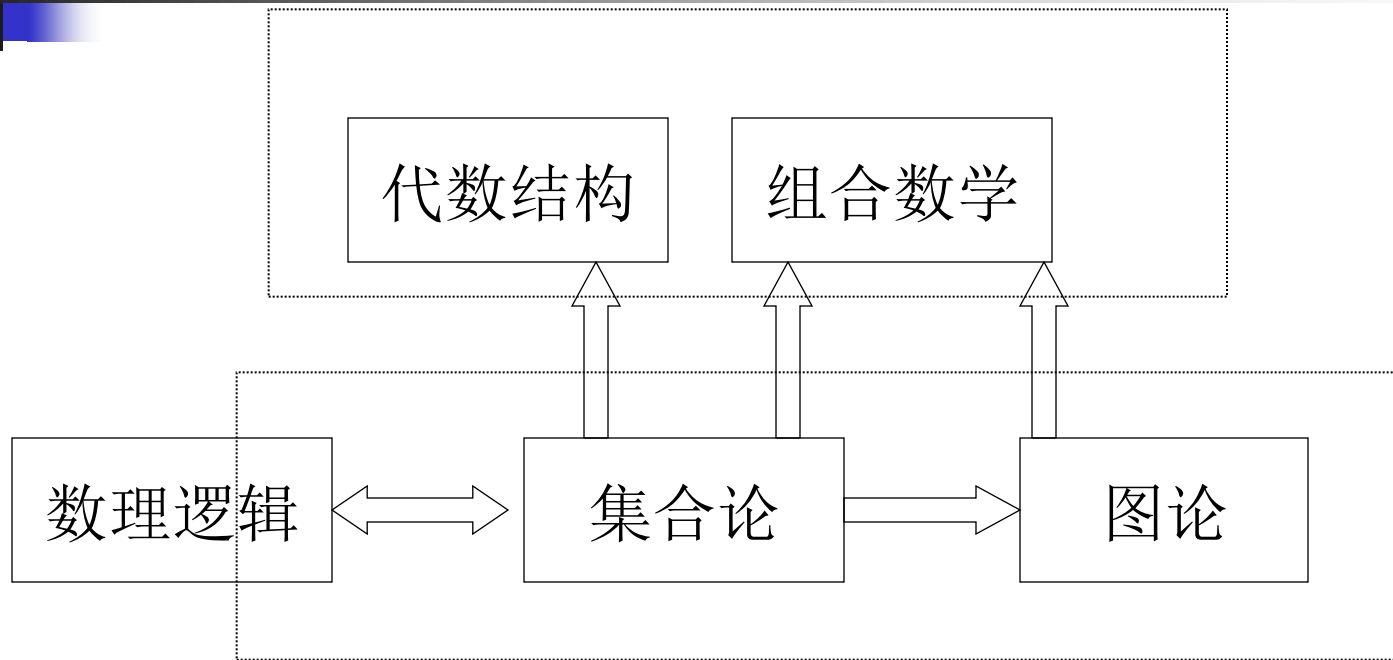 代数结构
组合数学
数理逻辑
集合论
图论